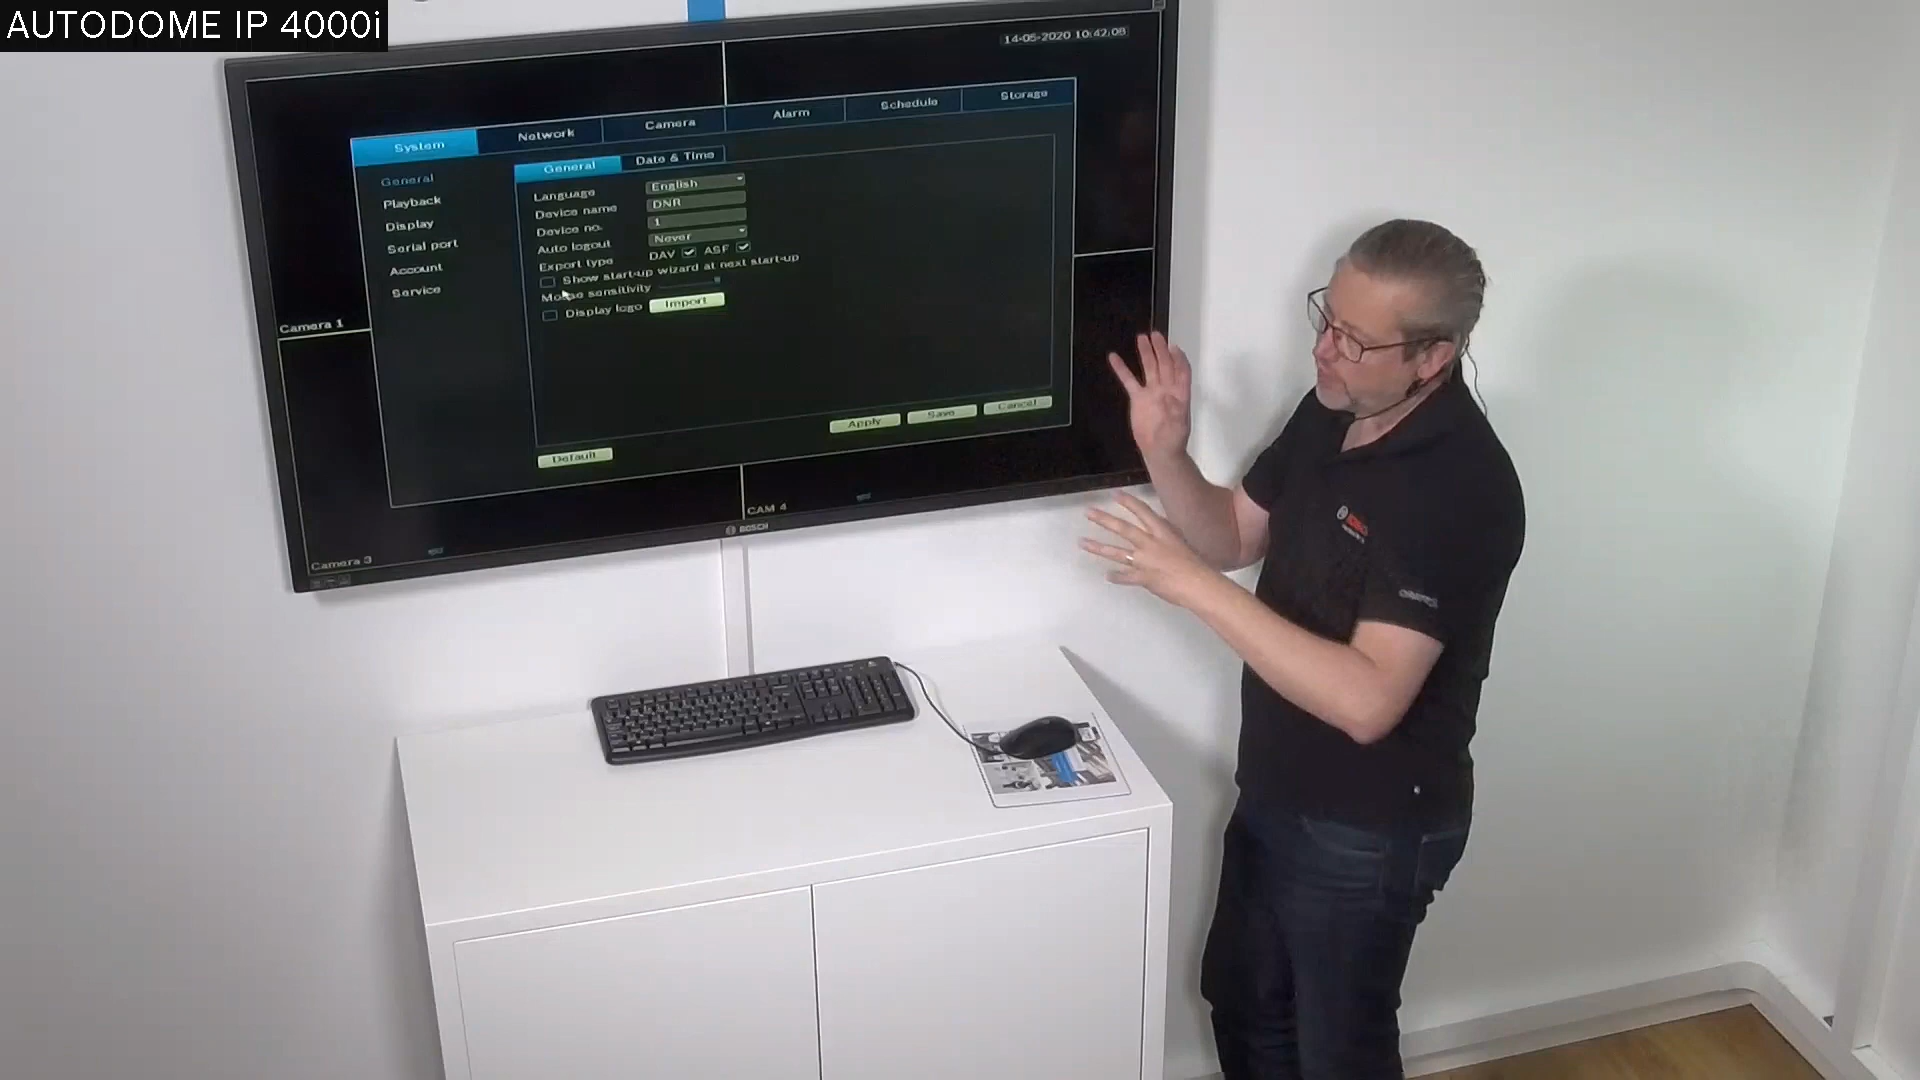 AUTODOME IP 4000i
14-05-2020 10:42:08
System
Network
Camera
Alarm
Schedule
Storage
General
Playback
Display
Serial port
Account
Service
General
Date & Time
Language English
Device name DNR
Device no. 1
Auto logout Never
Export type DAV ASF
Show start-up wizard at next start-up
Mouse sensitivity
Display logo Import
Apply
Save
Cancel
Default
Camera 1
CAM 4
Camera 3
BOSCH
BOSCH